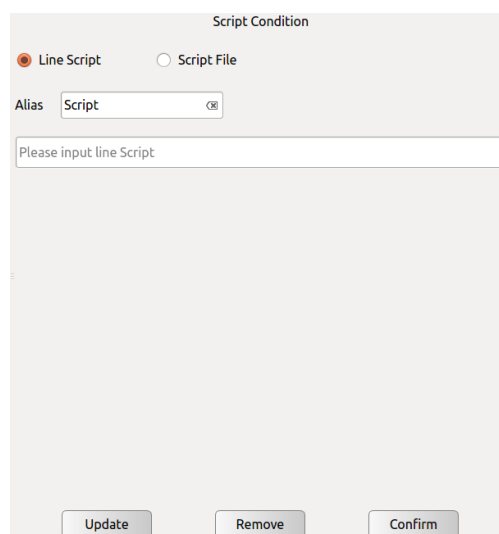 Script Condition
Line Script Script File
Alias Script
Please input line Script
Update Remove Confirm